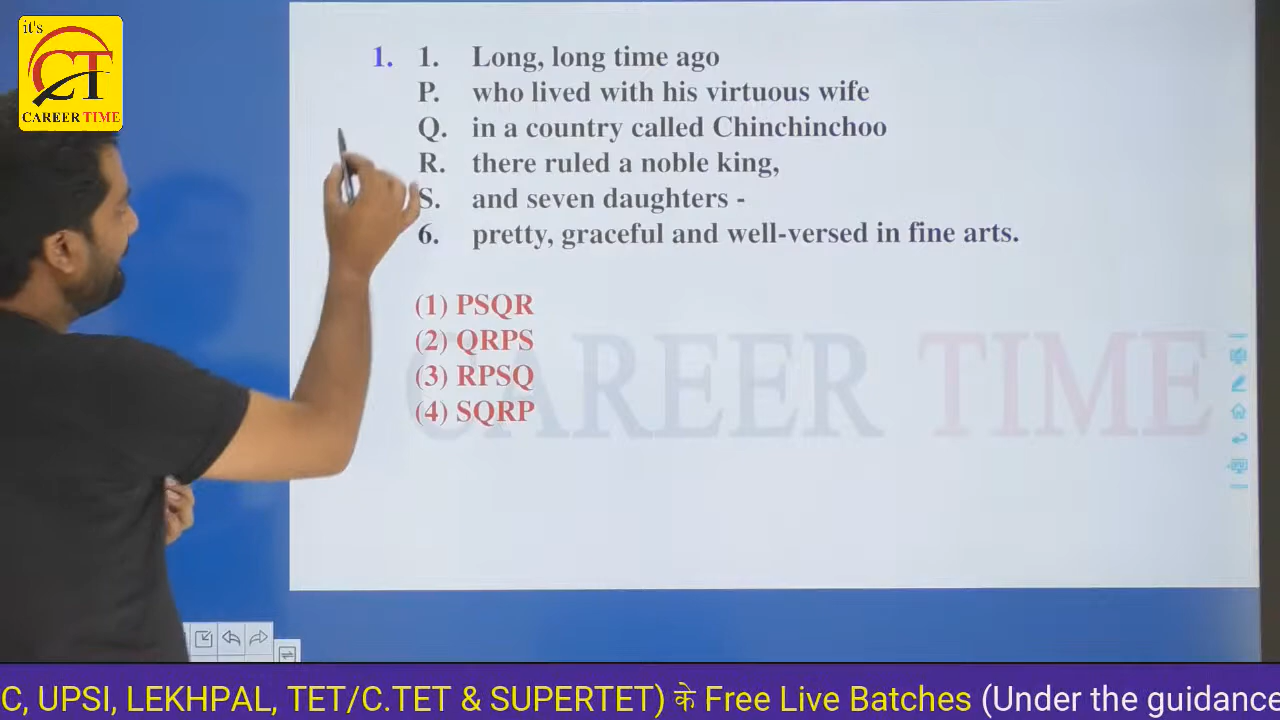 it's
CT
CAREER TIME
1. 1. Long, long time ago
P. who lived with his virtuous wife
Q. in a country called Chinchinchoo
R. there ruled a noble king,
S. and seven daughters -
6. pretty, graceful and well-versed in fine arts.
(1) PSQR
(2) QRPS
(3) RPSQ
(4) SQRP
CAREER TIME
C, UPSI, LEKHPAL, TET/C.TET & SUPERTET) के Free Live Batches (Under the guidance